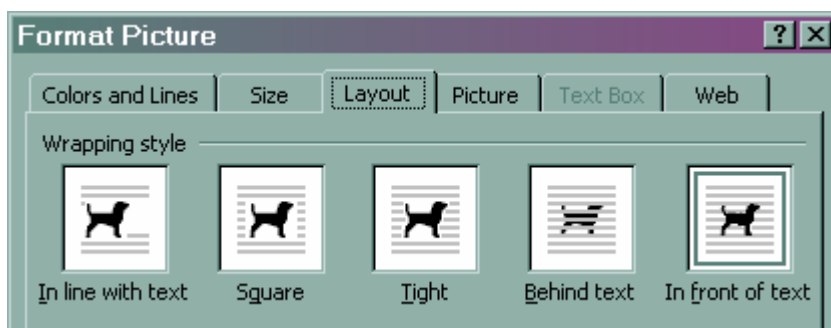 Format Picture
Colors and Lines Size Layout Picture Text Box Web
Wrapping style
In line with text Square Tight Behind text In front of text